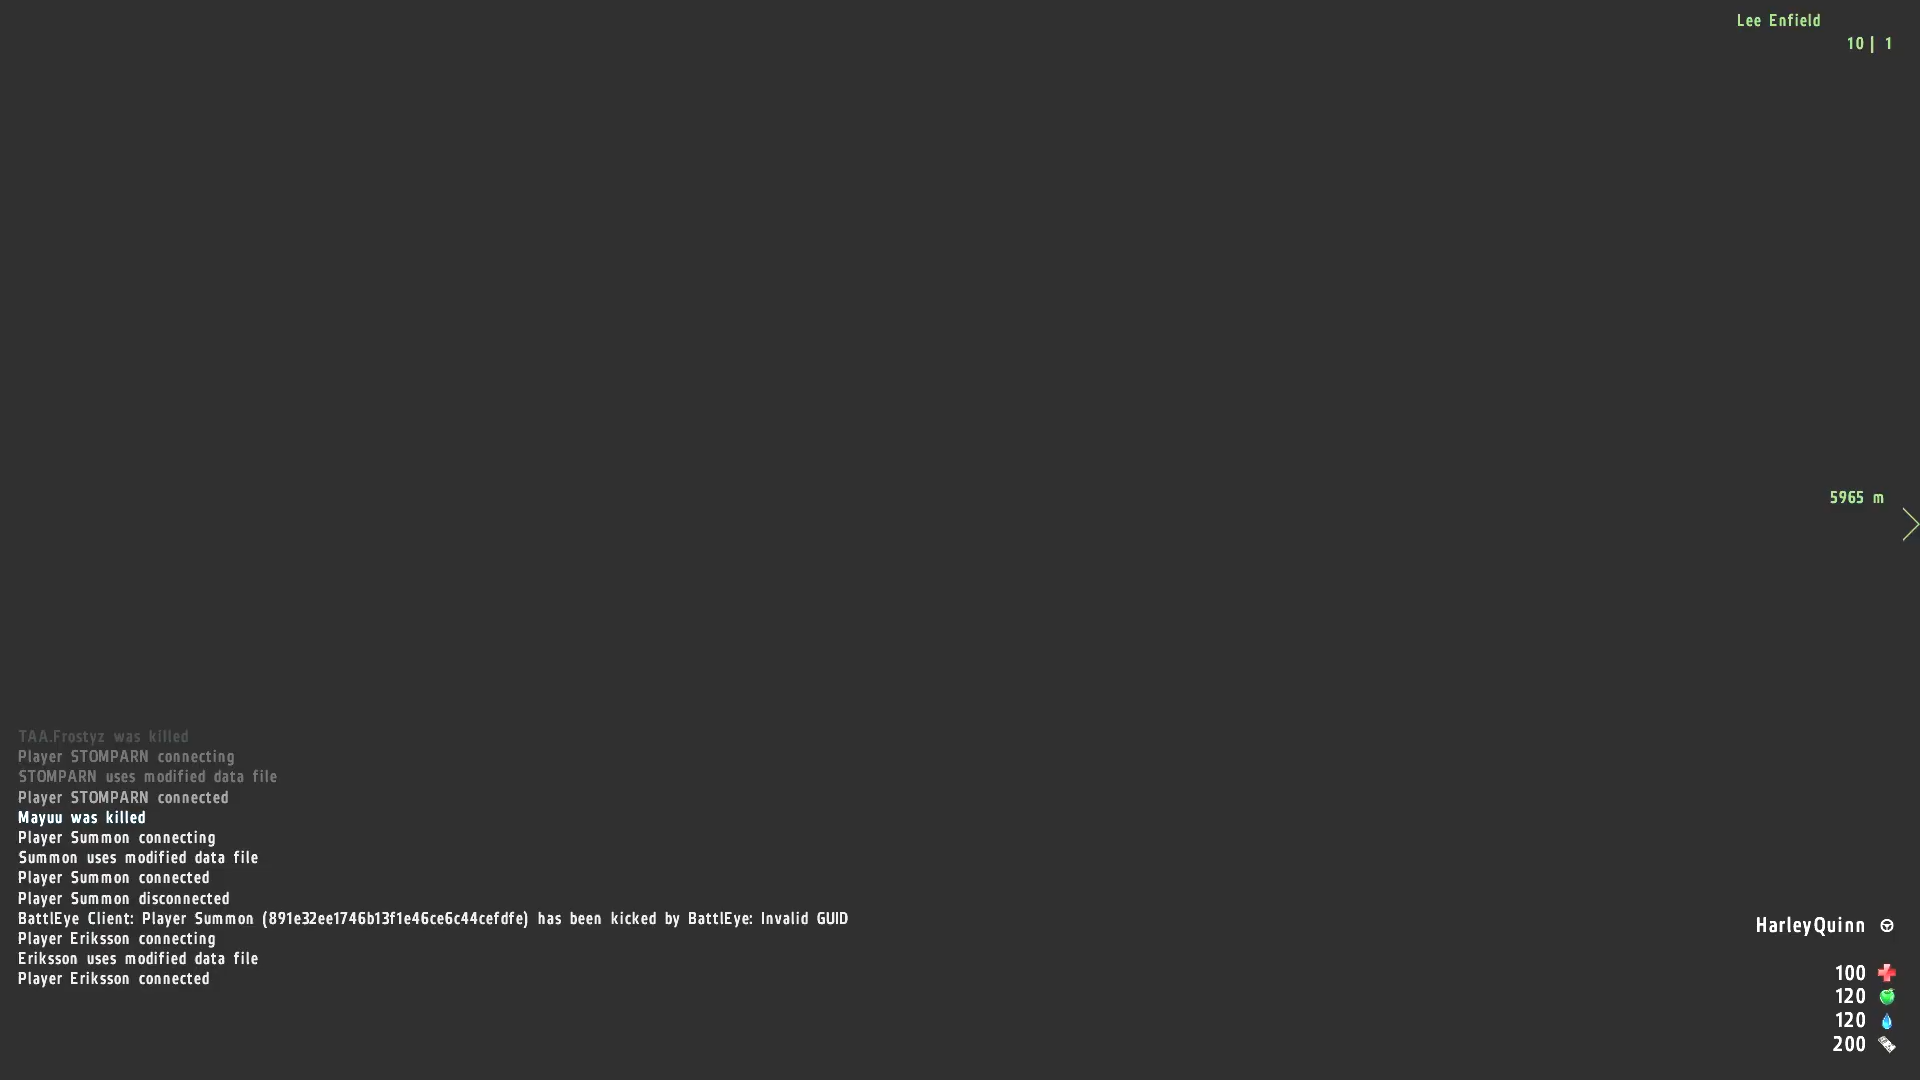 Lee Enfield
10| 1
5965 m
TAA.Frostyz was killed
Player STOMPARN connecting
STOMPARN uses modified data file
Player STOMPARN connected
Mayuu was killed
Player Summon connecting
Summon uses modified data file
Player Summon connected
Player Summon disconnected
BattlEye Client: Player Summon (891e32ee1746b13f1e46ce6c44cefdfe) has been kicked by BattlEye: Invalid GUID
Player Eriksson connecting
Eriksson uses modified data file
Player Eriksson connected
HarleyQuinn
100
120
120
200